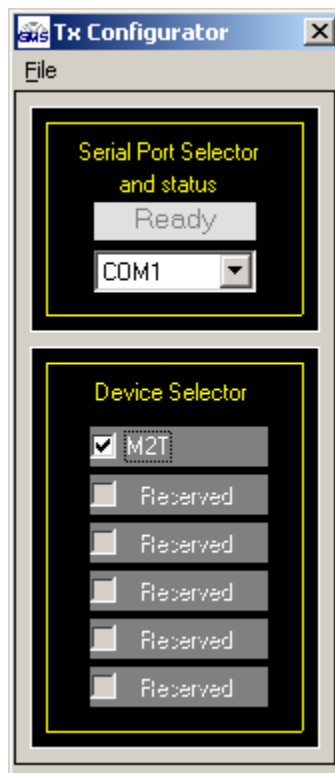 GMS Tx Configurator
File
Serial Port Selector
and status
Ready
COM1
Device Selector
M2T
Reserved
Reserved
Reserved
Reserved
Reserved